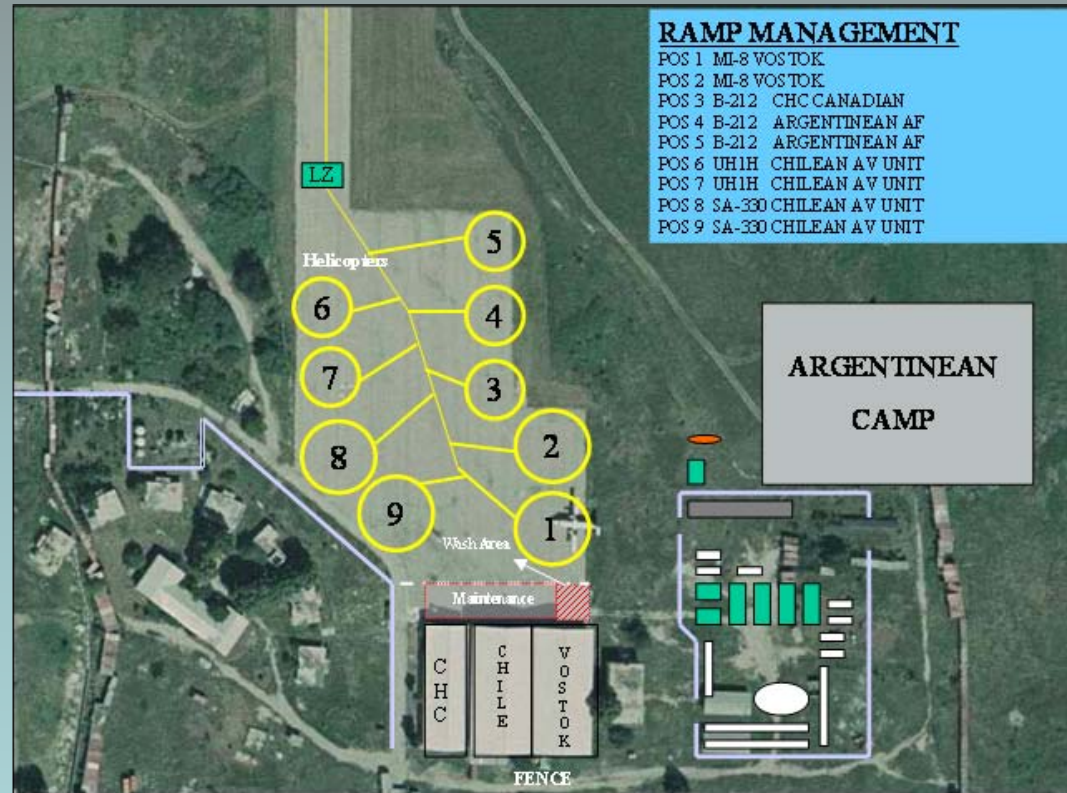 RAMP MANAGEMENT
POS 1 MI-8 VOSTOK
POS 2 MI-8 VOSTOK
POS 3 B-212 CHC CANADIAN
POS 4 B-212 ARGENTINEAN AF
POS 5 B-212 ARGENTINEAN AF
POS 6 UH1H CHILEAN AV UNIT
POS 7 UH1H CHILEAN AV UNIT
POS 8 SA-330 CHILEAN AV UNIT
POS 9 SA-330 CHILEAN AV UNIT
LZ
5
Helicopters
6
4
7
3
ARGENTINEAN
CAMP
2
8
9
1
Wash Area
Maintenance
CHC
CHILE
VOSTOK
FENCE